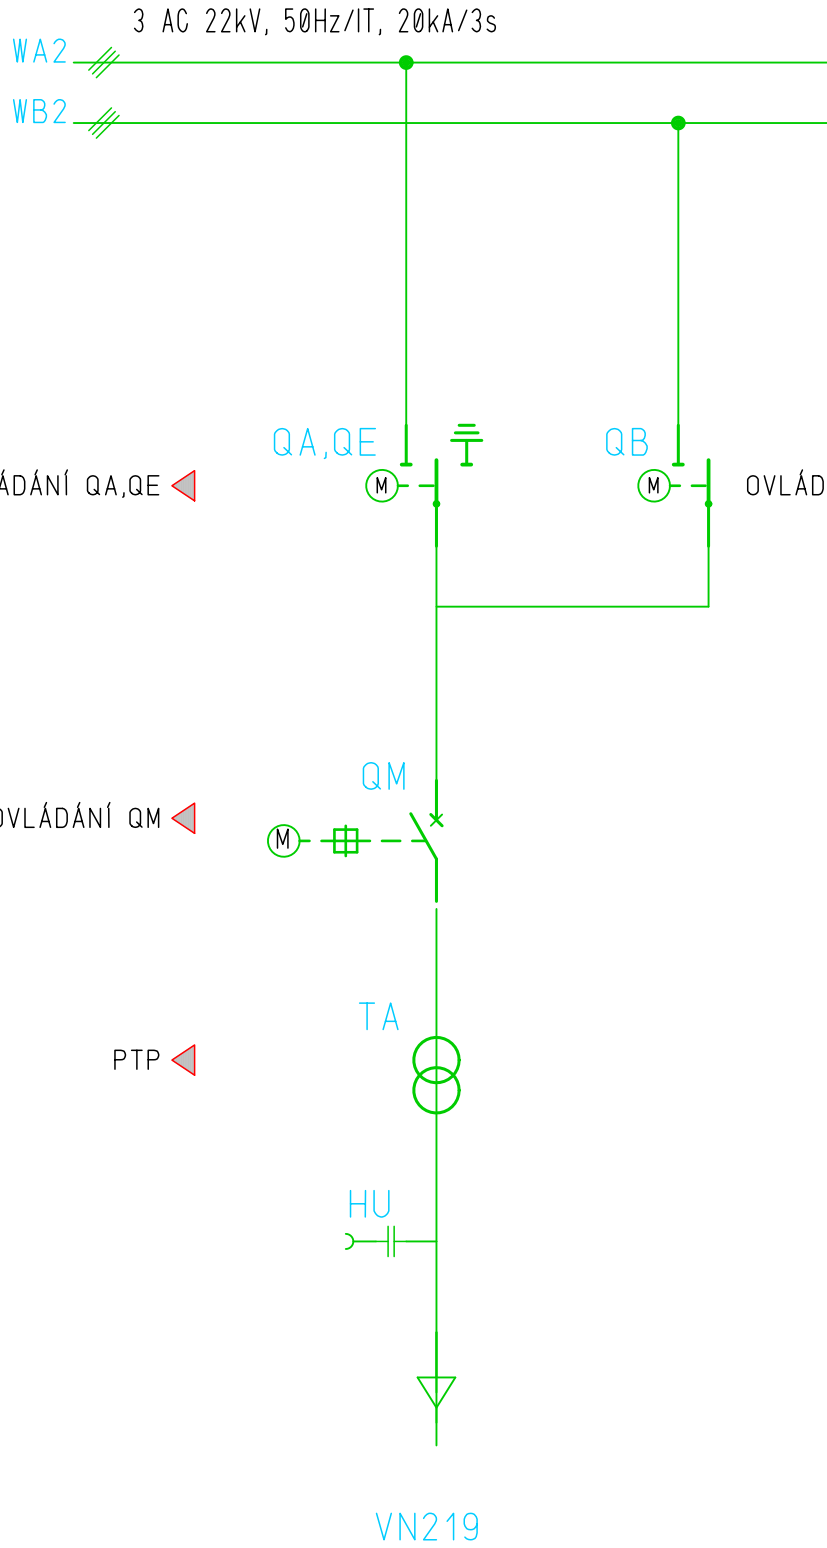 3 AC 22kV, 50Hz/IT, 20kA/3s
WA2
WB2
QA,QE
QB
ÁDÁNÍ QA,QE
M
M
OVLÁD
QM
OVLÁDÁNÍ QM
M
TA
PTP
HU
VN219